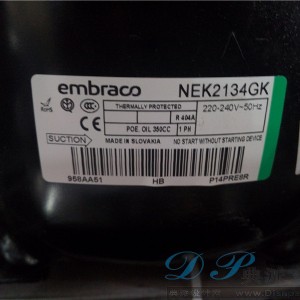 embraco NEK2134GK
THERMALLY PROTECTED 220-240V~50Hz
R 404A
POE. OIL 350CC 1 PH
SUCTION MADE IN SLOVAKIA NO START WITHOUT STARTING DEVICE
958AA51 HB P14PRE8R
DP